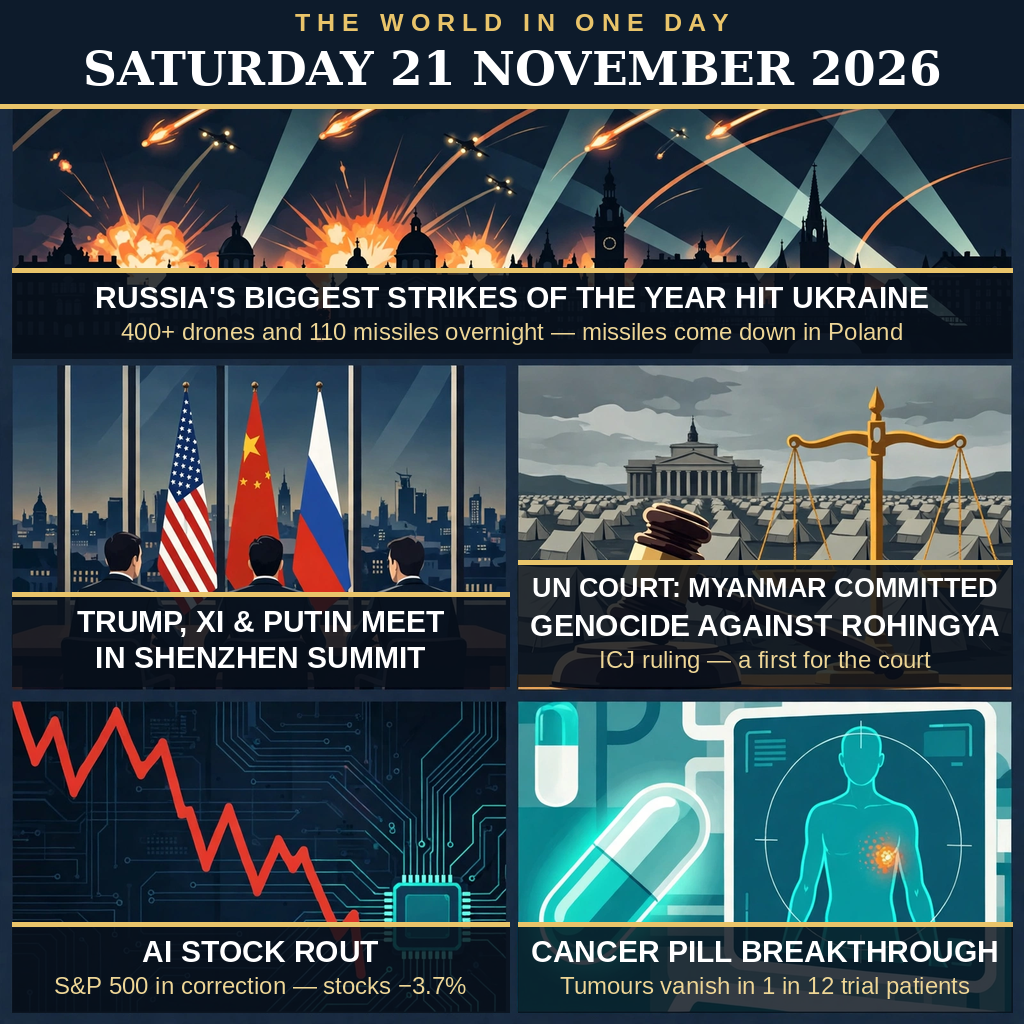 THE WORLD IN ONE DAY
SATURDAY 21 NOVEMBER 2026
RUSSIA'S BIGGEST STRIKES OF THE YEAR HIT UKRAINE
400+ drones and 110 missiles overnight — missiles come down in Poland
TRUMP, XI & PUTIN MEET
IN SHENZHEN SUMMIT
UN COURT: MYANMAR COMMITTED
GENOCIDE AGAINST ROHINGYA
ICJ ruling — a first for the court
AI STOCK ROUT
S&P 500 in correction — stocks −3.7%
CANCER PILL BREAKTHROUGH
Tumours vanish in 1 in 12 trial patients